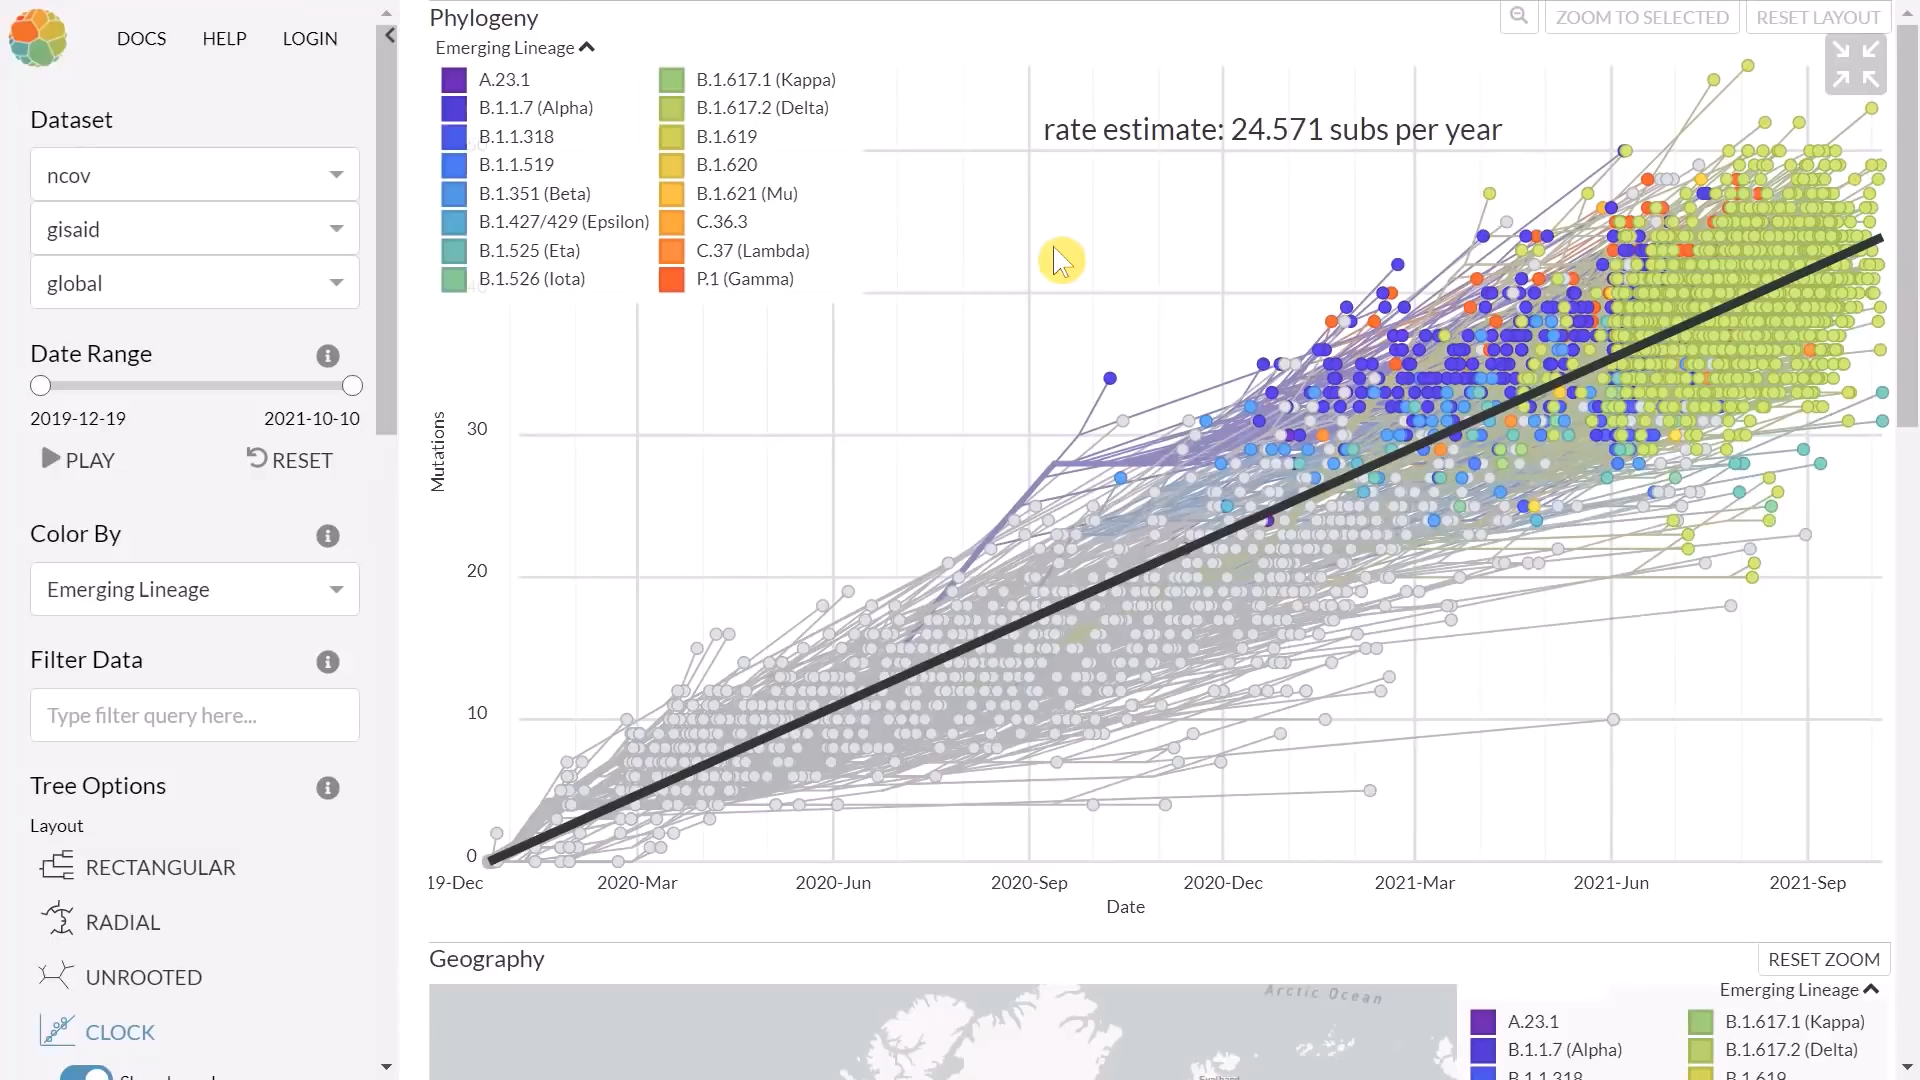 DOCS HELP LOGIN
Dataset
ncov
gisaid
global
Date Range
2019-12-19 2021-10-10
PLAY RESET
Color By
Emerging Lineage
Filter Data
Type filter query here...
Tree Options
Layout
RECTANGULAR
RADIAL
UNROOTED
CLOCK
Phylogeny
ZOOM TO SELECTED RESET LAYOUT
Emerging Lineage
A.23.1
B.1.1.7 (Alpha)
B.1.1.318
B.1.1.519
B.1.351 (Beta)
B.1.427/429 (Epsilon)
B.1.525 (Eta)
B.1.526 (Iota)
B.1.617.1 (Kappa)
B.1.617.2 (Delta)
B.1.619
B.1.620
B.1.621 (Mu)
C.36.3
C.37 (Lambda)
P.1 (Gamma)
rate estimate: 24.571 subs per year
Mutations
30
20
10
0
19-Dec 2020-Mar 2020-Jun 2020-Sep 2020-Dec 2021-Mar 2021-Jun 2021-Sep
Date
Geography
RESET ZOOM
Emerging Lineage
Arctic Ocean
A.23.1
B.1.1.7 (Alpha)
B.1.1.318
B.1.617.1 (Kappa)
B.1.617.2 (Delta)
B.1.619